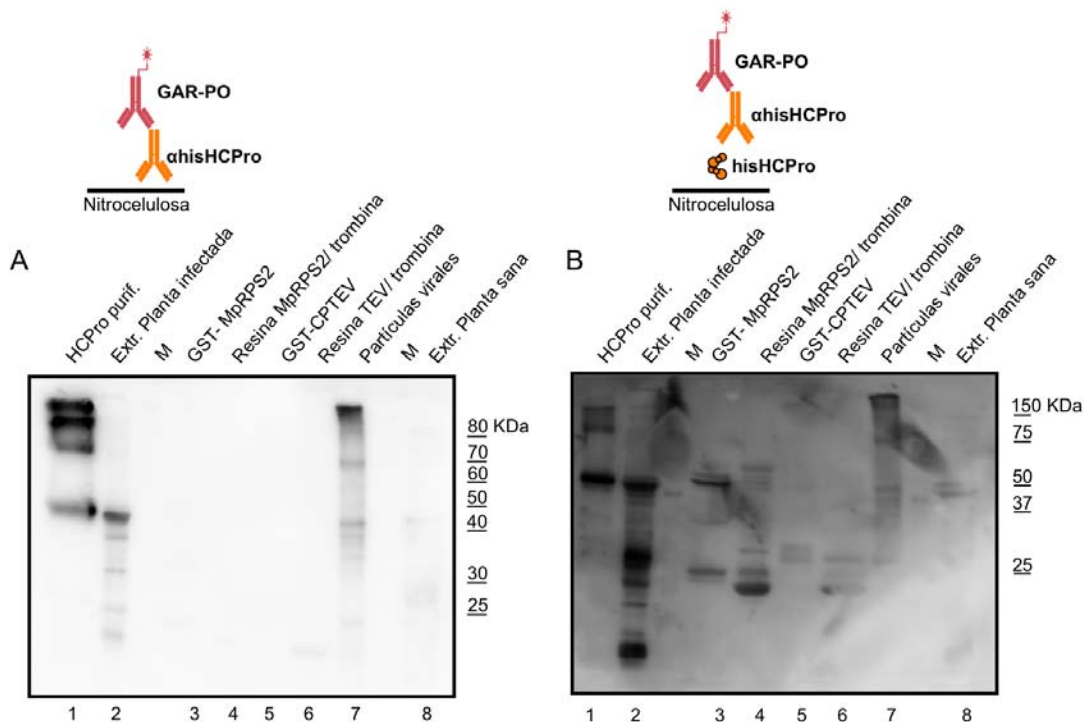 GAR-PO
αhisHCPro
Nitrocelulosa
GAR-PO
αhisHCPro
hisHCPro
Nitrocelulosa
A
HCPro purif.
Extr. Planta infectada
M
GST- MpRPS2
Resina MpRPS2/ trombina
GST-CPTEV
Resina TEV/ trombina
Partículas virales
M
Extr. Planta sana
80 KDa
70
60
50
40
30
25
1 2 3 4 5 6 7 8
B
HCPro purif.
Extr. Planta infectada
M
GST- MpRPS2
Resina MpRPS2/ trombina
GST-CPTEV
Resina TEV/ trombina
Partículas virales
M
Extr. Planta sana
150 KDa
75
50
37
25
1 2 3 4 5 6 7 8